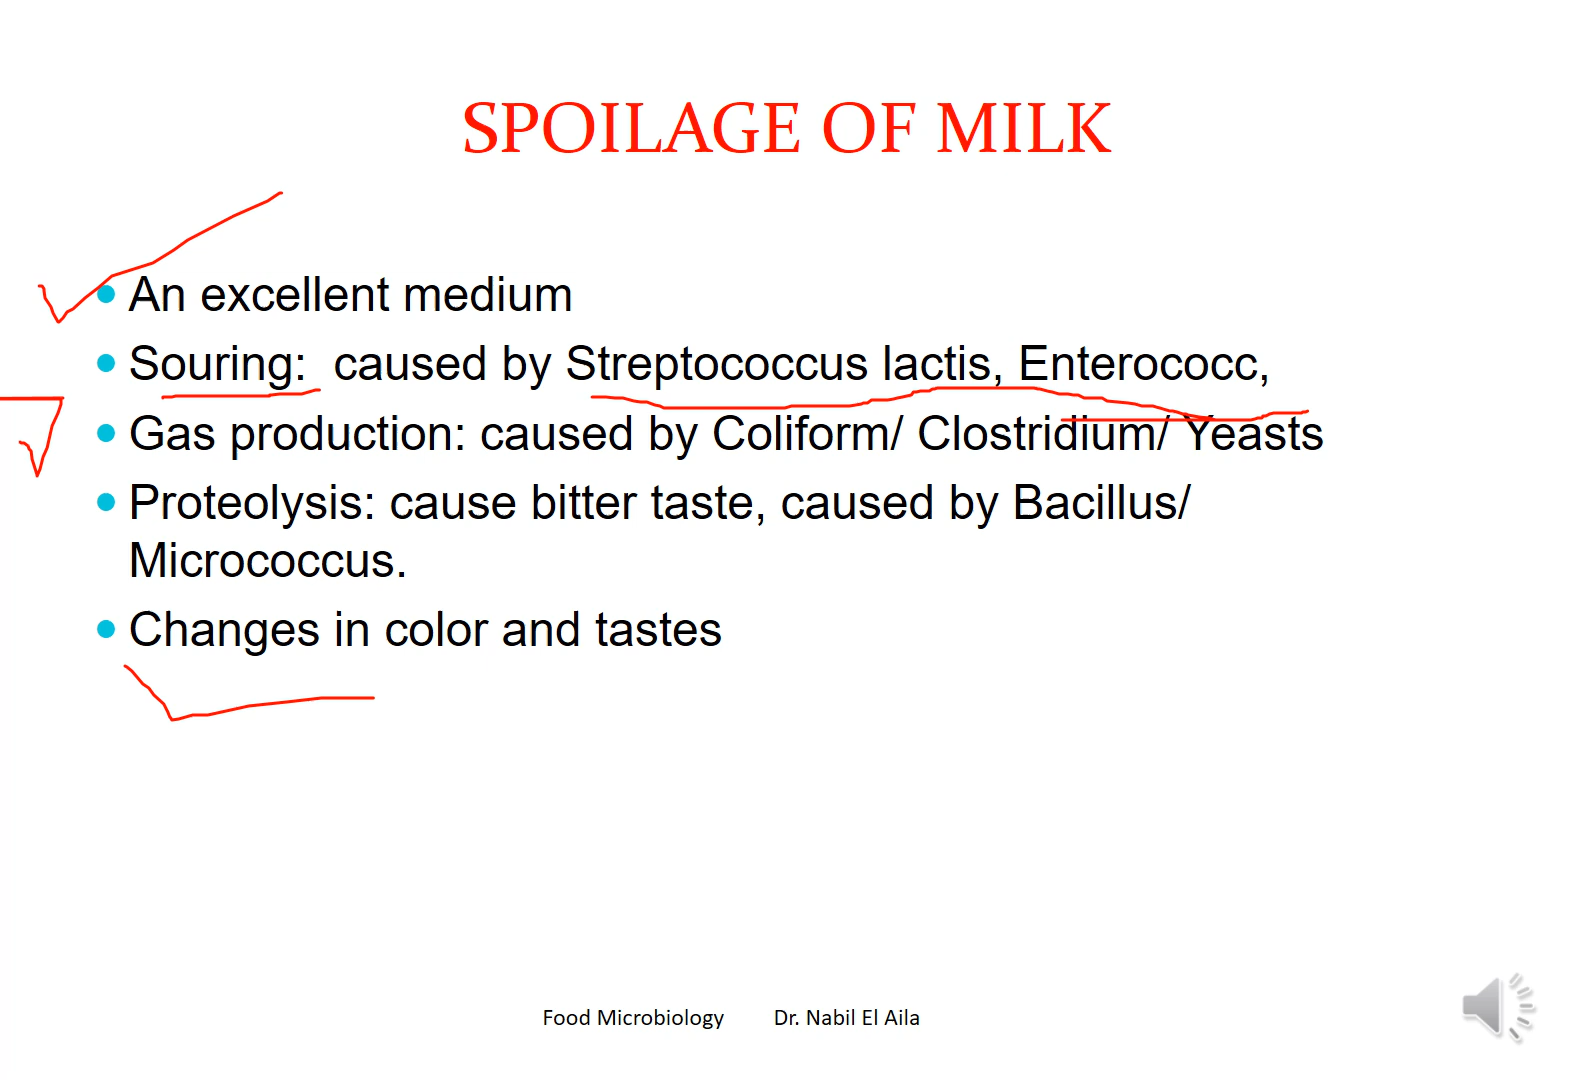 SPOILAGE OF MILK
An excellent medium
Souring: caused by Streptococcus lactis, Enterococc,
Gas production: caused by Coliform/ Clostridium/ Yeasts
Proteolysis: cause bitter taste, caused by Bacillus/
Micrococcus.
Changes in color and tastes
Food Microbiology Dr. Nabil El Aila